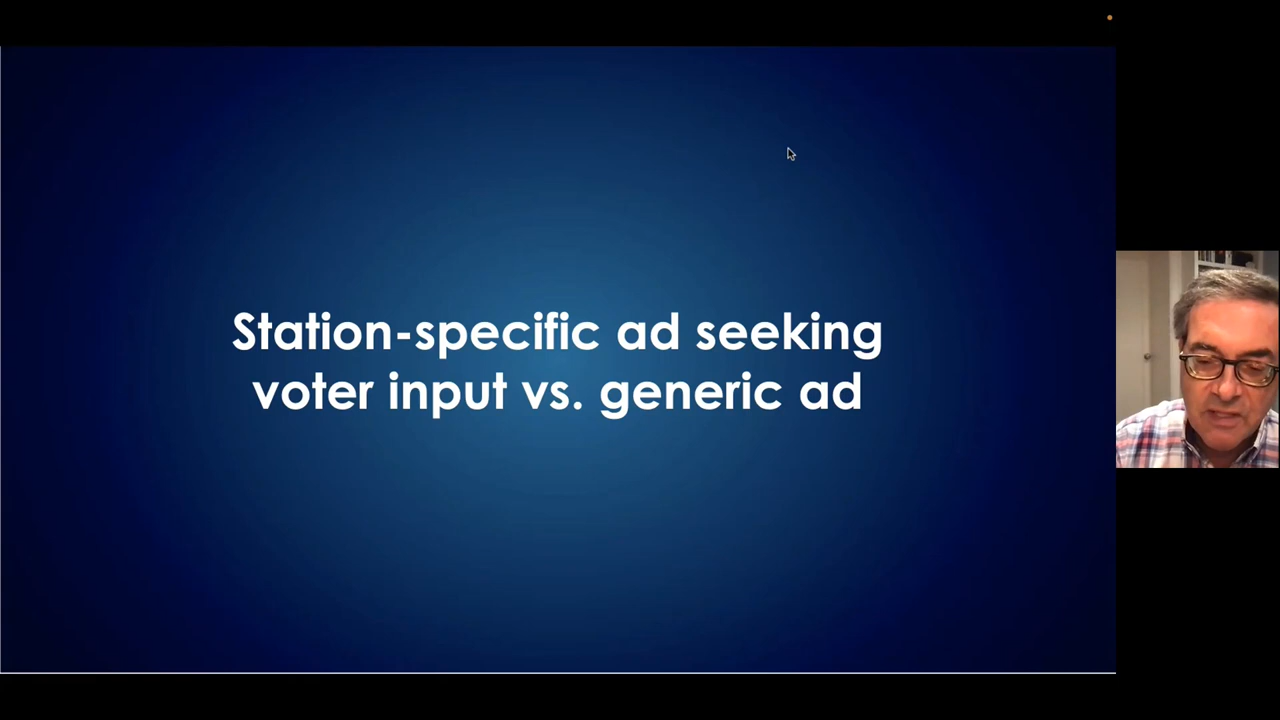 Station-specific ad seeking
voter input vs. generic ad